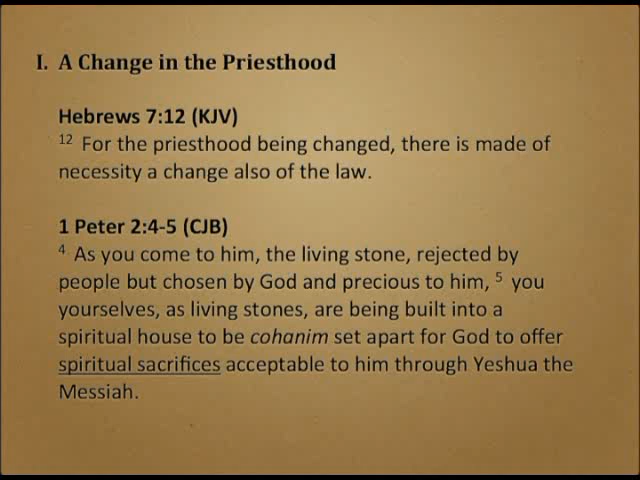 I. A Change in the Priesthood
Hebrews 7:12 (KJV)
12 For the priesthood being changed, there is made of
necessity a change also of the law.
1 Peter 2:4-5 (CJB)
4 As you come to him, the living stone, rejected by
people but chosen by God and precious to him, 5 you
yourselves, as living stones, are being built into a
spiritual house to be cohanim set apart for God to offer
spiritual sacrifices acceptable to him through Yeshua the
Messiah.